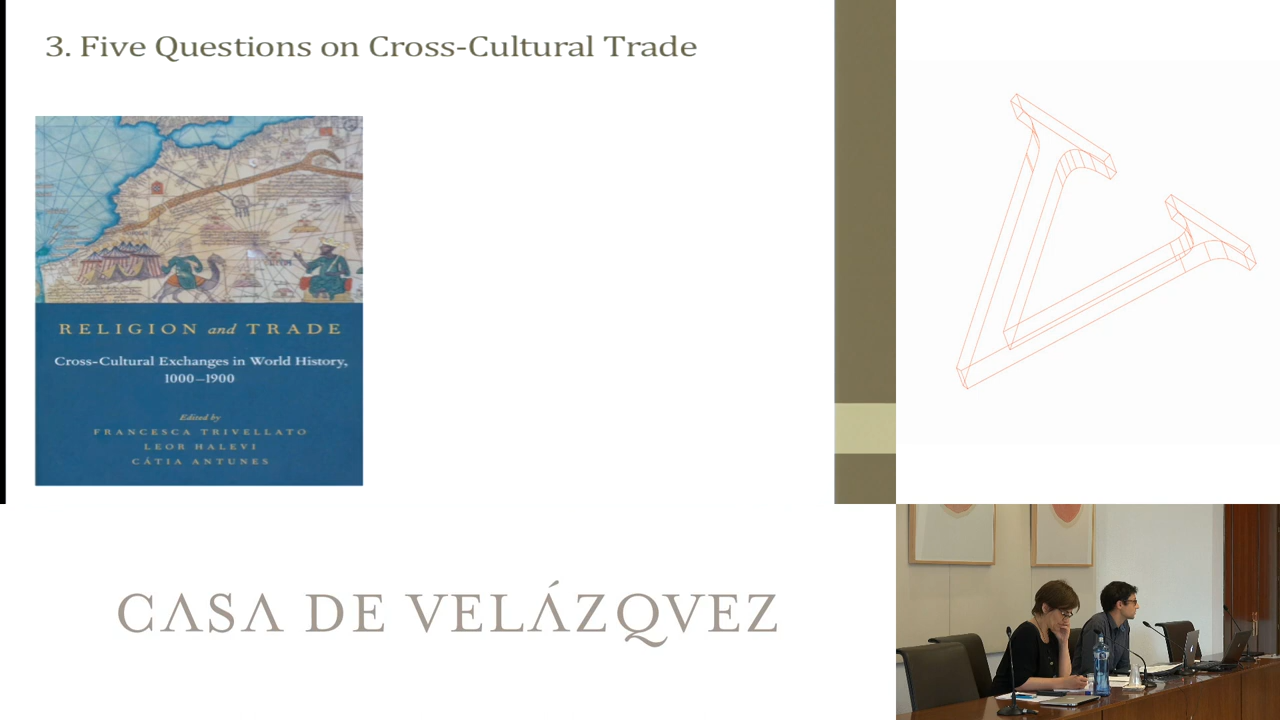 3. Five Questions on Cross-Cultural Trade
RELIGION and TRADE
Cross-Cultural Exchanges in World History,
1000–1900
Edited by
FRANCESCA TRIVELLATO
LEOR HALEVI
CÁTIA ANTUNES
CASA DE VELÁZQVEZ